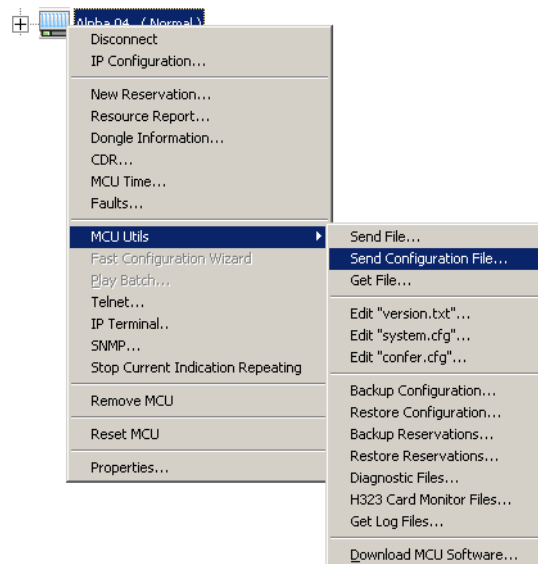 Alpha 04 ( Normal )
Disconnect
IP Configuration...
New Reservation...
Resource Report...
Dongle Information...
CDR...
MCU Time...
Faults...
MCU Utils
Fast Configuration Wizard
Play Batch...
Telnet...
IP Terminal..
SNMP...
Stop Current Indication Repeating
Remove MCU
Reset MCU
Properties...
Send File...
Send Configuration File...
Get File...
Edit "version.txt"...
Edit "system.cfg"...
Edit "confer.cfg"...
Backup Configuration...
Restore Configuration...
Backup Reservations...
Restore Reservations...
Diagnostic Files...
H323 Card Monitor Files...
Get Log Files...
Download MCU Software...